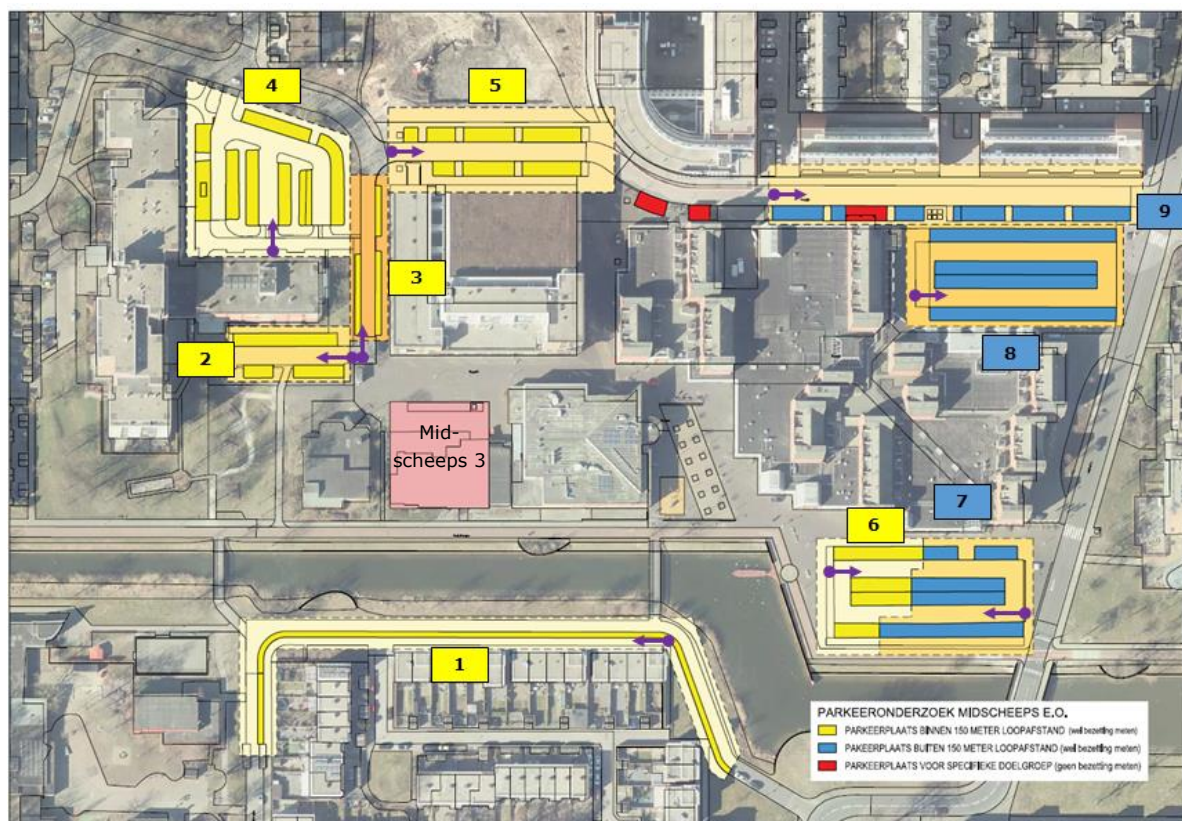 4
5
9
3
2
8
Mid-
scheeps 3
7
6
1
PARKEERONDERZOEK MIDSCHEEPS E.O.
PARKEERPLAATS BINNEN 150 METER LOOPAFSTAND (wel bezetting meten)
PAKEERPLAATS BUITEN 150 METER LOOPAFSTAND (wel bezetting meten)
PARKEERPLAATS VOOR SPECIFIEKE DOELGROEP (geen bezetting meten)